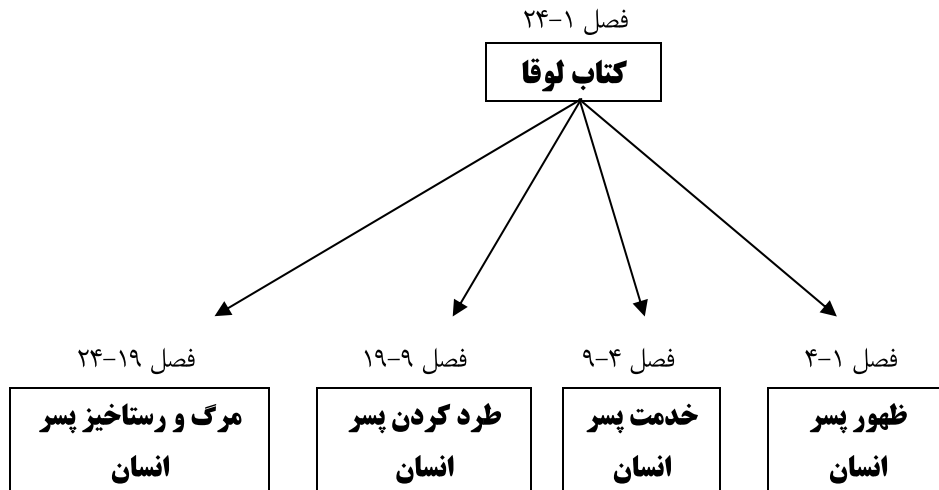 فصل ۱-۲۴
کتاب لوقا
فصل ۱-۴
ظهور پسر
انسان
فصل ۴-۹
خدمت پسر
انسان
فصل ۹-۱۹
طرد کردن پسر
انسان
فصل ۱۹-۲۴
مرگ و رستاخیز پسر
انسان